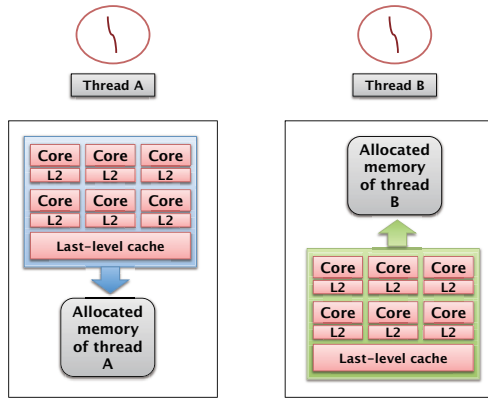 Thread A
Thread B
Core Core Core
L2 L2 L2
Core Core Core
L2 L2 L2
Last-level cache
Allocated
memory
of thread
A
Allocated
memory
of thread
B
Core Core Core
L2 L2 L2
Core Core Core
L2 L2 L2
Last-level cache